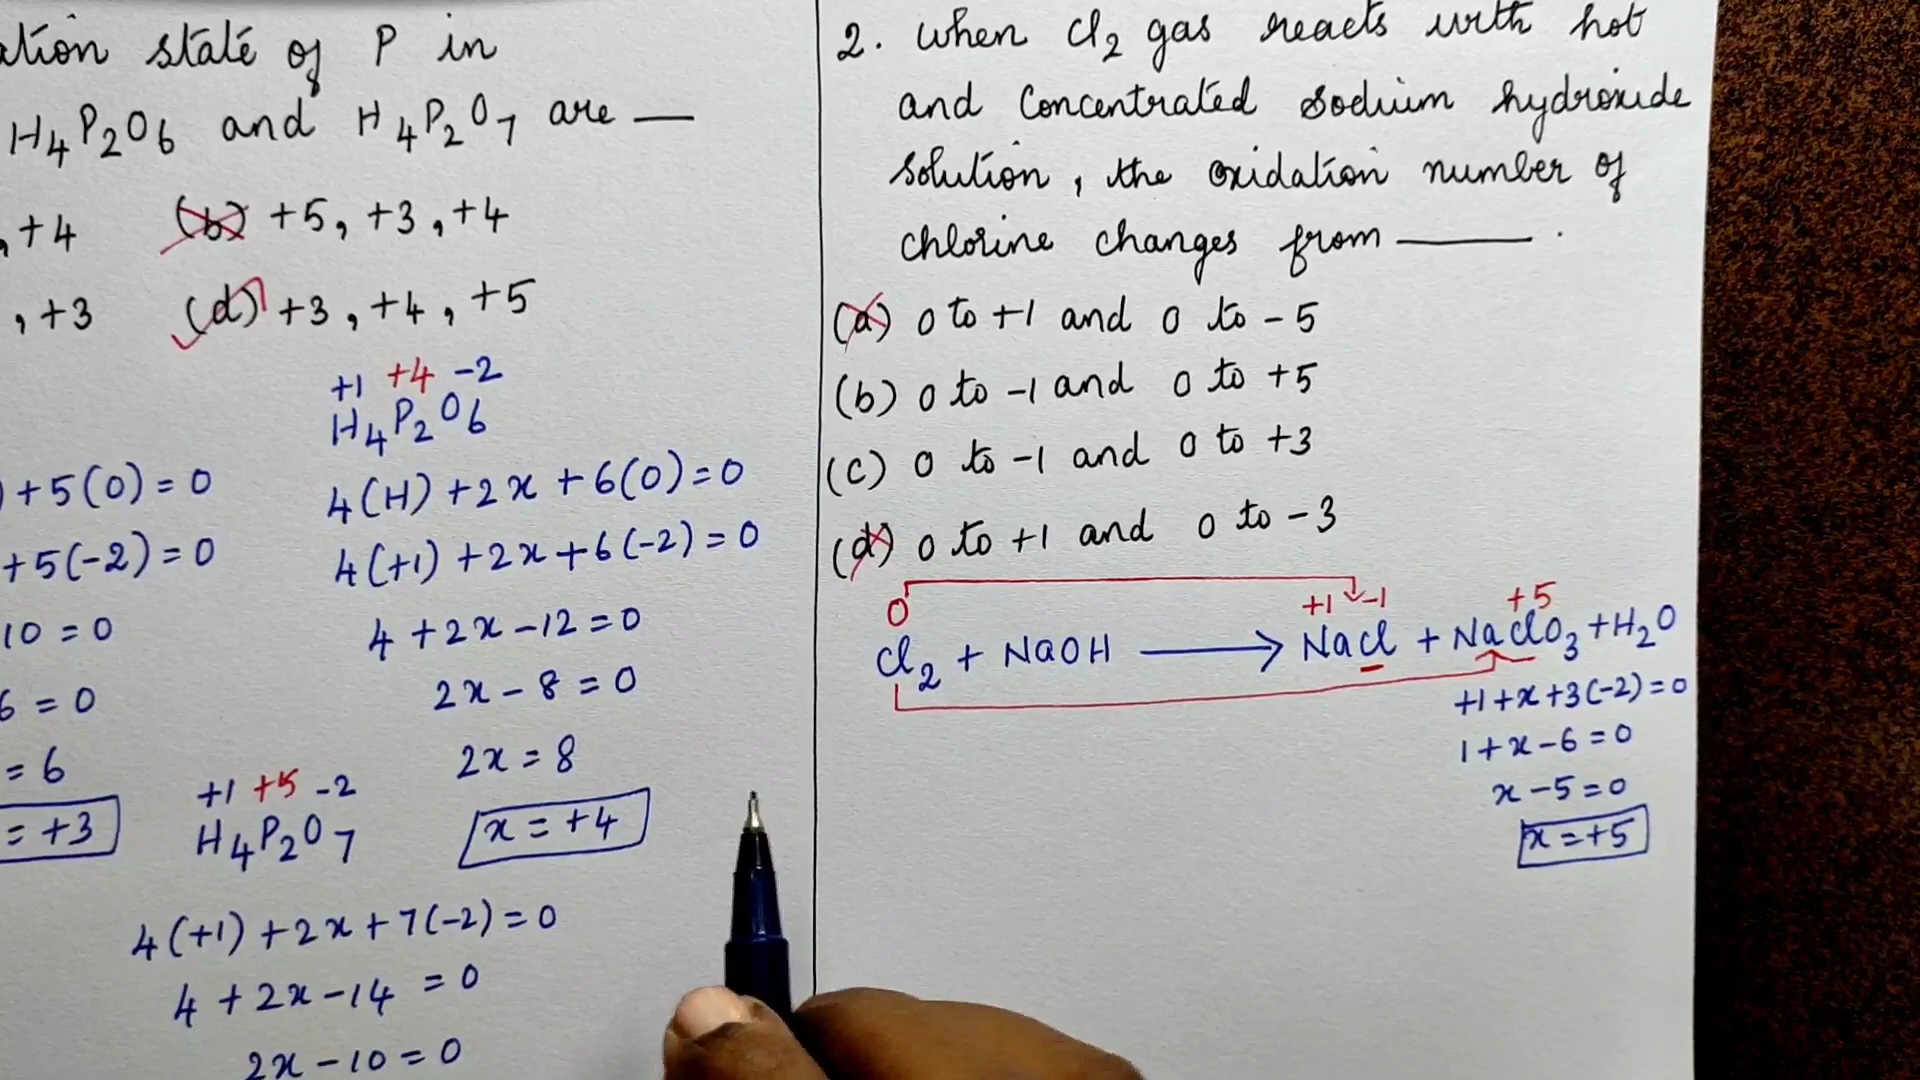 ation state of P in
H4P2O6 and H4P2O7 are —
, +4 (b) +5, +3, +4
, +3 (d) +3, +4, +5
+1 +4 -2
H4P2O6
) +5(O) = 0 4(H) + 2x + 6(O) = 0
+5(-2) = 0 4(+1) + 2x + 6(-2) = 0
10 = 0 4 + 2x - 12 = 0
6 = 0 2x - 8 = 0
= 6 2x = 8
= +3 x = +4
+1 +5 -2
H4P2O7
4(+1) + 2x + 7(-2) = 0
4 + 2x - 14 = 0
2x - 10 = 0
2. When Cl2 gas reacts with hot
and concentrated sodium hydroxide
solution, the oxidation number of
chlorine changes from ——— .
(a) 0 to +1 and 0 to -5
(b) 0 to -1 and 0 to +5
(c) 0 to -1 and 0 to +3
(d) 0 to +1 and 0 to -3
0 +1 -1 +5
Cl2 + NaOH → NaCl + NaClO3 + H2O
+1 + x + 3(-2) = 0
1 + x - 6 = 0
x - 5 = 0
x = +5